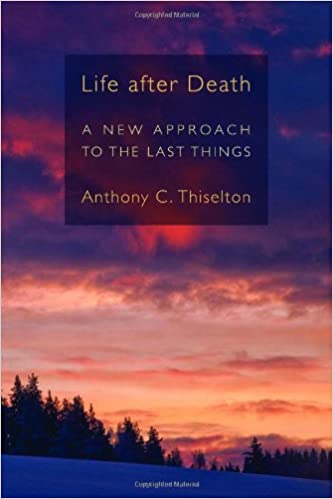 Life after Death
A NEW APPROACH
TO THE LAST THINGS
Anthony C. Thiselton